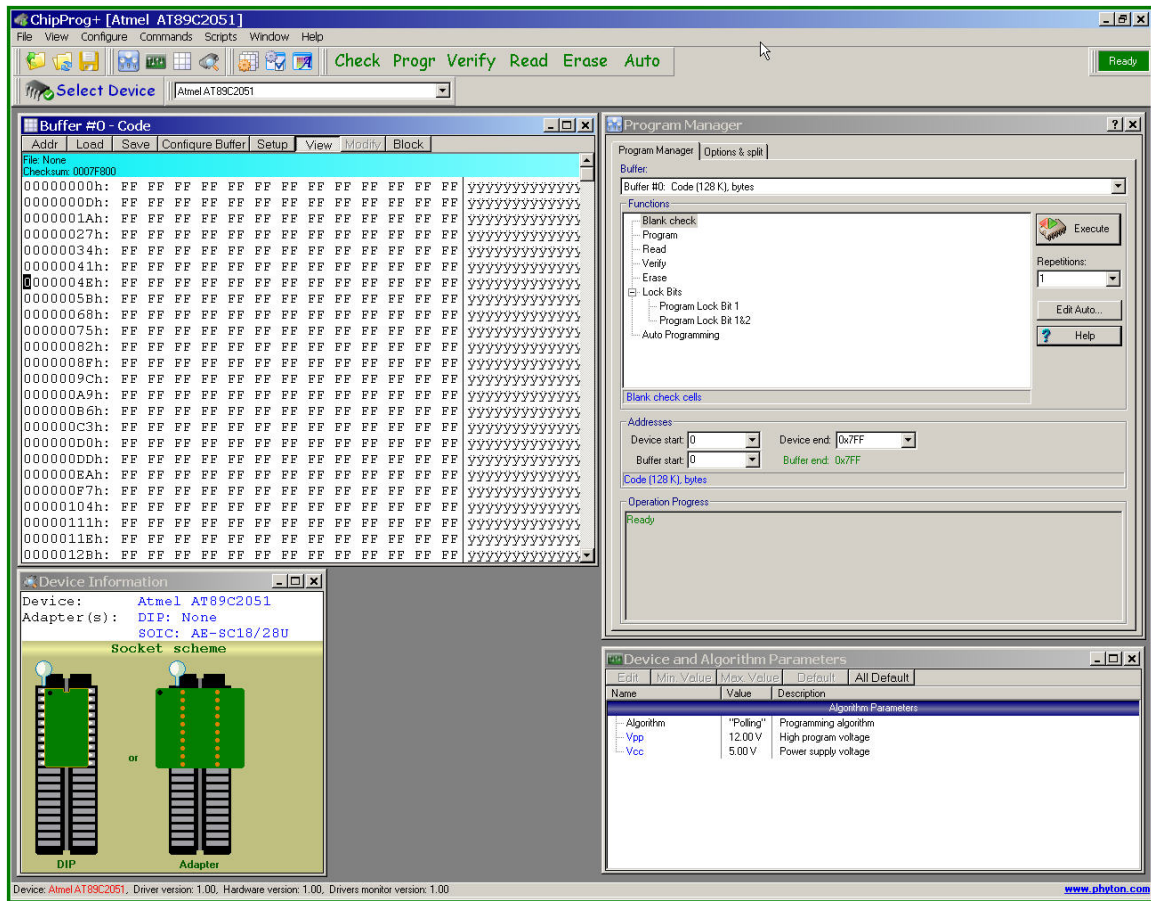 ChipProg+ [Atmel AT89C2051]
File View Configure Commands Scripts Window Help
Check Progr Verify Read Erase Auto
Ready
Select Device
Atmel AT89C2051
Buffer #0 - Code
Addr Load Save Configure Buffer Setup View Modify Block
File: None
Checksum: 0007F800
00000000h: FF FF FF FF FF FF FF FF FF FF FF FF FF ÿÿÿÿÿÿÿÿÿÿÿÿÿ
0000000Dh: FF FF FF FF FF FF FF FF FF FF FF FF FF ÿÿÿÿÿÿÿÿÿÿÿÿÿ
0000001Ah: FF FF FF FF FF FF FF FF FF FF FF FF FF ÿÿÿÿÿÿÿÿÿÿÿÿÿ
00000027h: FF FF FF FF FF FF FF FF FF FF FF FF FF ÿÿÿÿÿÿÿÿÿÿÿÿÿ
00000034h: FF FF FF FF FF FF FF FF FF FF FF FF FF ÿÿÿÿÿÿÿÿÿÿÿÿÿ
00000041h: FF FF FF FF FF FF FF FF FF FF FF FF FF ÿÿÿÿÿÿÿÿÿÿÿÿÿ
0000004Eh: FF FF FF FF FF FF FF FF FF FF FF FF FF ÿÿÿÿÿÿÿÿÿÿÿÿÿ
0000005Bh: FF FF FF FF FF FF FF FF FF FF FF FF FF ÿÿÿÿÿÿÿÿÿÿÿÿÿ
00000068h: FF FF FF FF FF FF FF FF FF FF FF FF FF ÿÿÿÿÿÿÿÿÿÿÿÿÿ
00000075h: FF FF FF FF FF FF FF FF FF FF FF FF FF ÿÿÿÿÿÿÿÿÿÿÿÿÿ
00000082h: FF FF FF FF FF FF FF FF FF FF FF FF FF ÿÿÿÿÿÿÿÿÿÿÿÿÿ
0000008Fh: FF FF FF FF FF FF FF FF FF FF FF FF FF ÿÿÿÿÿÿÿÿÿÿÿÿÿ
0000009Ch: FF FF FF FF FF FF FF FF FF FF FF FF FF ÿÿÿÿÿÿÿÿÿÿÿÿÿ
000000A9h: FF FF FF FF FF FF FF FF FF FF FF FF FF ÿÿÿÿÿÿÿÿÿÿÿÿÿ
000000B6h: FF FF FF FF FF FF FF FF FF FF FF FF FF ÿÿÿÿÿÿÿÿÿÿÿÿÿ
000000C3h: FF FF FF FF FF FF FF FF FF FF FF FF FF ÿÿÿÿÿÿÿÿÿÿÿÿÿ
000000D0h: FF FF FF FF FF FF FF FF FF FF FF FF FF ÿÿÿÿÿÿÿÿÿÿÿÿÿ
000000DDh: FF FF FF FF FF FF FF FF FF FF FF FF FF ÿÿÿÿÿÿÿÿÿÿÿÿÿ
000000EAh: FF FF FF FF FF FF FF FF FF FF FF FF FF ÿÿÿÿÿÿÿÿÿÿÿÿÿ
000000F7h: FF FF FF FF FF FF FF FF FF FF FF FF FF ÿÿÿÿÿÿÿÿÿÿÿÿÿ
00000104h: FF FF FF FF FF FF FF FF FF FF FF FF FF ÿÿÿÿÿÿÿÿÿÿÿÿÿ
00000111h: FF FF FF FF FF FF FF FF FF FF FF FF FF ÿÿÿÿÿÿÿÿÿÿÿÿÿ
0000011Eh: FF FF FF FF FF FF FF FF FF FF FF FF FF ÿÿÿÿÿÿÿÿÿÿÿÿÿ
0000012Bh: FF FF FF FF FF FF FF FF FF FF FF FF FF ÿÿÿÿÿÿÿÿÿÿÿÿÿ
Program Manager
Program Manager Options & split
Buffer:
Buffer #0: Code (128 K), bytes
Functions
Blank check
Program
Read
Verify
Erase
Lock Bits
Program Lock Bit 1
Program Lock Bit 1&2
Auto Programming
Blank check cells
Execute
Repetitions:
1
Edit Auto...
Help
Addresses
Device start: 0 Device end: 0x7FF
Buffer start: 0 Buffer end: 0x7FF
Code (128 K), bytes
Operation Progress
Ready
Device Information
Device: Atmel AT89C2051
Adapter(s): DIP: None
SOIC: AE-SC18/28U
Socket scheme
or
DIP Adapter
Device and Algorithm Parameters
Edit Min. Value Max. Value Default All Default
Name Value Description
Algorithm Parameters
Algorithm "Polling" Programming algorithm
Vpp 12.00 V High program voltage
Vcc 5.00 V Power supply voltage
Device: Atmel AT89C2051, Driver version: 1.00, Hardware version: 1.00, Drivers monitor version: 1.00
www.phyton.com